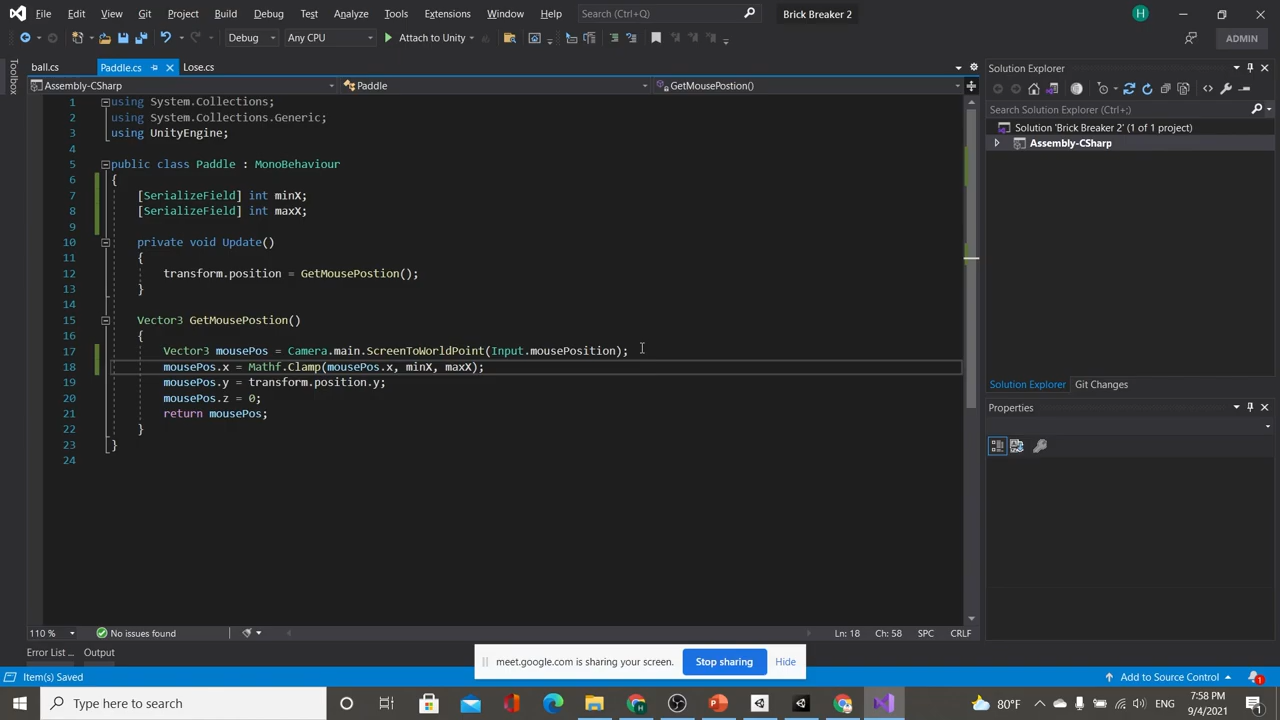 File Edit View Git Project Build Debug Test Analyze Tools Extensions Window Help Search (Ctrl+Q) Brick Breaker 2 H
Debug Any CPU Attach to Unity ADMIN
Toolbox
ball.cs Paddle.cs Lose.cs
Assembly-CSharp Paddle GetMousePostion()
1 using System.Collections;
2 using System.Collections.Generic;
3 using UnityEngine;
4
5 public class Paddle : MonoBehaviour
6 {
7 [SerializeField] int minX;
8 [SerializeField] int maxX;
9
10 private void Update()
11 {
12 transform.position = GetMousePostion();
13 }
14
15 Vector3 GetMousePostion()
16 {
17 Vector3 mousePos = Camera.main.ScreenToWorldPoint(Input.mousePosition);
18 mousePos.x = Mathf.Clamp(mousePos.x, minX, maxX);
19 mousePos.y = transform.position.y;
20 mousePos.z = 0;
21 return mousePos;
22 }
23 }
24
Solution Explorer
Search Solution Explorer (Ctrl+;)
Solution 'Brick Breaker 2' (1 of 1 project)
Assembly-CSharp
Solution Explorer Git Changes
Properties
110 % No issues found Ln: 18 Ch: 58 SPC CRLF
Error List ... Output
meet.google.com is sharing your screen. Stop sharing Hide
Item(s) Saved Add to Source Control 1
Type here to search 80°F ENG 7:58 PM
9/4/2021